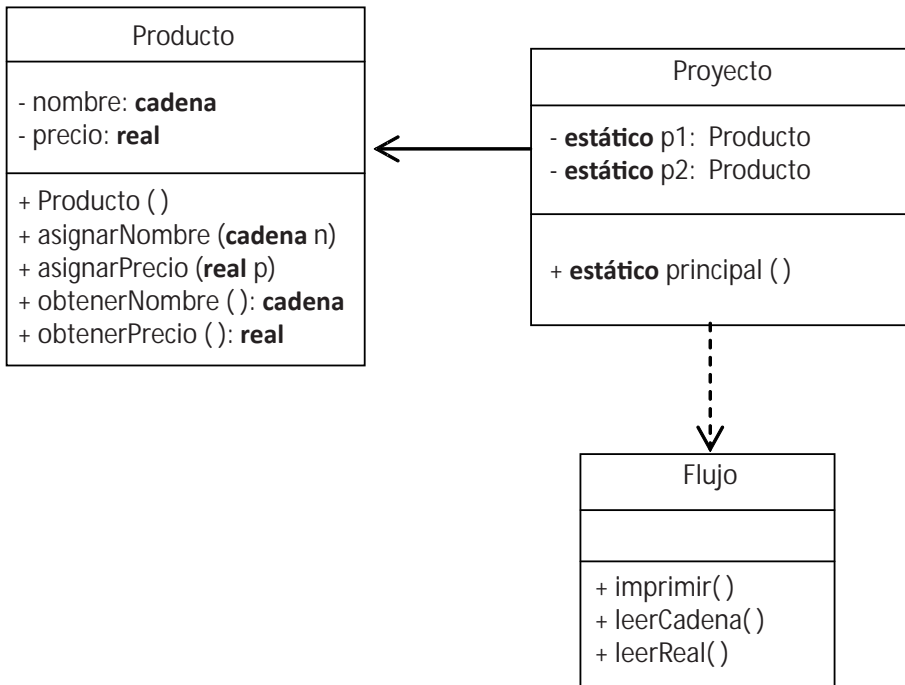 Producto
- nombre: cadena
- precio: real
+ Producto ( )
+ asignarNombre (cadena n)
+ asignarPrecio (real p)
+ obtenerNombre ( ): cadena
+ obtenerPrecio ( ): real
Proyecto
- estático p1: Producto
- estático p2: Producto
+ estático principal ( )
Flujo
+ imprimir( )
+ leerCadena( )
+ leerReal( )